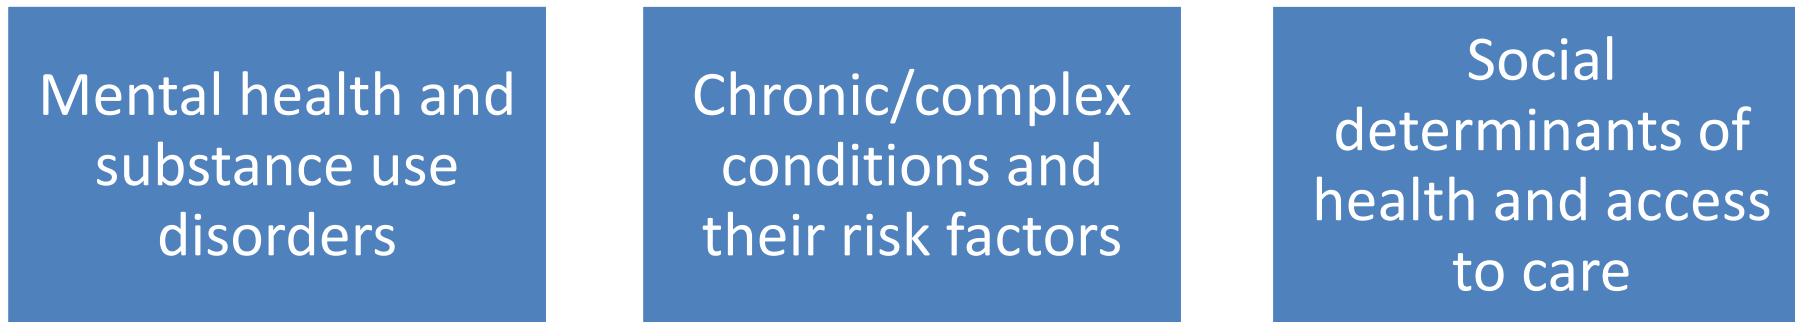 Mental health and
substance use
disorders
Chronic/complex
conditions and
their risk factors
Social
determinants of
health and access
to care